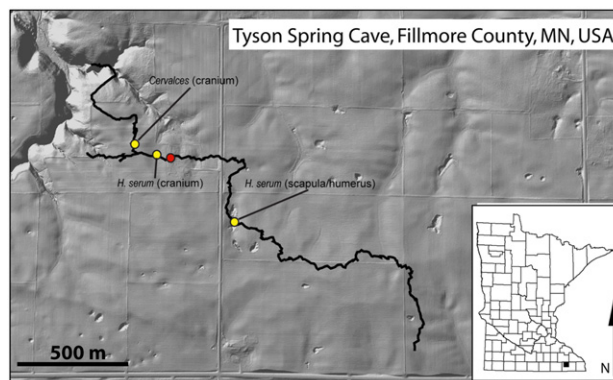 Tyson Spring Cave, Fillmore County, MN, USA
Cervalces (cranium)
H. serum (cranium)
H. serum (scapula/humerus)
500 m
N